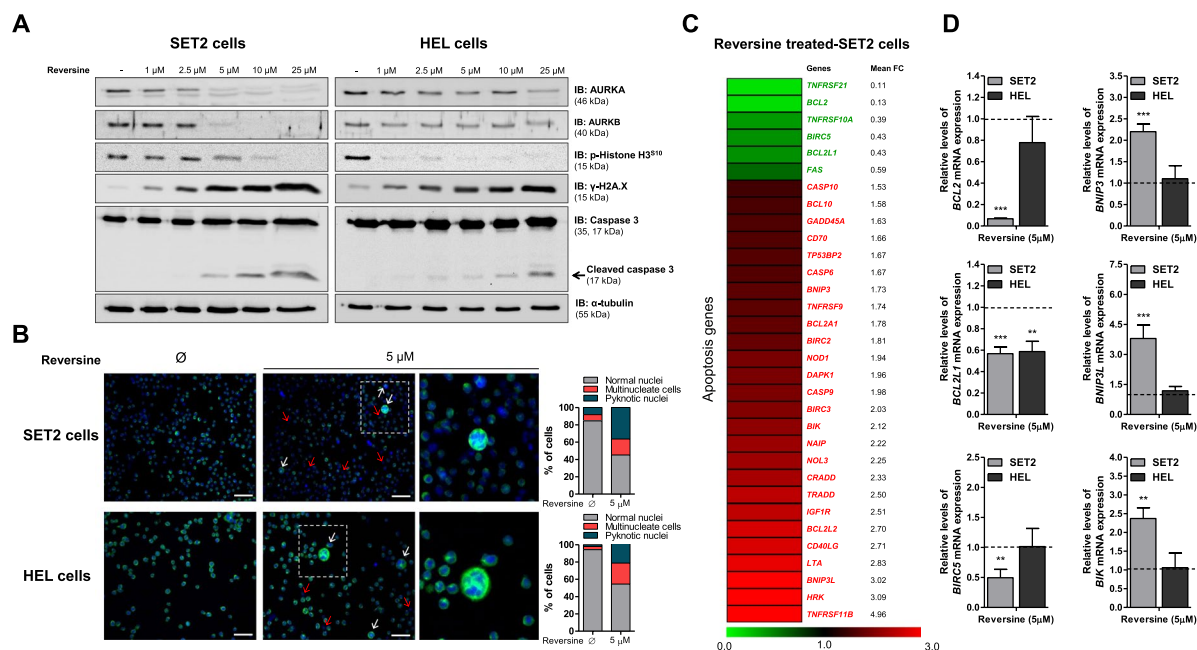 A
SET2 cells
HEL cells
Reversine
-
1 μM
2.5 μM
5 μM
10 μM
25 μM
-
1 μM
2.5 μM
5 μM
10 μM
25 μM
IB: AURKA
(46 kDa)
IB: AURKB
(40 kDa)
IB: p-Histone H3S10
(15 kDa)
IB: γ-H2A.X
(15 kDa)
IB: Caspase 3
(35, 17 kDa)
Cleaved caspase 3
(17 kDa)
IB: α-tubulin
(55 kDa)
B
Reversine
Ø
5 μM
SET2 cells
HEL cells
Normal nuclei
Multinucleate cells
Pyknotic nuclei
% of cells
100
80
60
40
20
0
Reversine Ø 5 μM
Normal nuclei
Multinucleate cells
Pyknotic nuclei
% of cells
100
80
60
40
20
0
Reversine Ø 5 μM
C
Reversine treated-SET2 cells
Genes Mean FC
Apoptosis genes
TNFRSF21 0.11
BCL2 0.13
TNFRSF10A 0.39
BIRC5 0.43
BCL2L1 0.43
FAS 0.59
CASP10 1.53
BCL10 1.58
GADD45A 1.63
CD70 1.66
TP53BP2 1.67
CASP6 1.67
BNIP3 1.73
TNFRSF9 1.74
BCL2A1 1.78
BIRC2 1.81
NOD1 1.94
DAPK1 1.96
CASP9 1.98
BIRC3 2.03
BIK 2.12
NAIP 2.22
NOL3 2.25
CRADD 2.33
TRADD 2.50
IGF1R 2.51
BCL2L2 2.70
CD40LG 2.71
LTA 2.83
BNIP3L 3.02
HRK 3.09
TNFRSF11B 4.96
0.0 1.0 3.0
D
SET2
HEL
Relative levels of
BCL2 mRNA expression
1.4
1.2
1.0
0.8
0.6
0.4
0.2
0.0
***
Reversine (5μM)
SET2
HEL
Relative levels of
BNIP3 mRNA expression
3.5
3.0
2.5
2.0
1.5
1.0
0.5
0.0
***
Reversine (5μM)
SET2
HEL
Relative levels of
BCL2L1 mRNA expression
1.4
1.2
1.0
0.8
0.6
0.4
0.2
0.0
***
**
Reversine (5μM)
SET2
HEL
Relative levels of
BNIP3L mRNA expression
7.5
6.0
4.5
3.0
1.5
0.0
***
Reversine (5μM)
SET2
HEL
Relative levels of
BIRC5 mRNA expression
2.0
1.5
1.0
0.5
0.0
**
Reversine (5μM)
SET2
HEL
Relative levels of
BIK mRNA expression
4.0
3.5
3.0
2.5
2.0
1.5
1.0
0.5
0.0
**
Reversine (5μM)